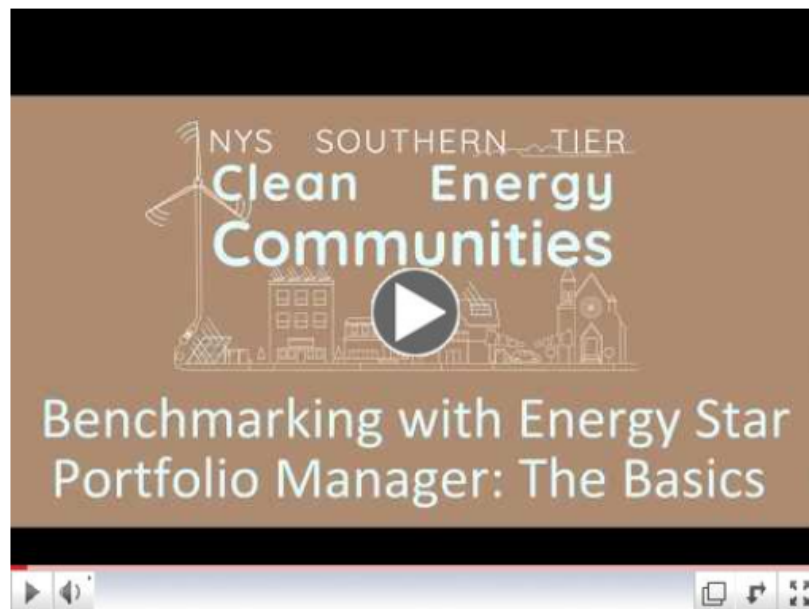 NYS SOUTHERN TIER
Clean Energy
Communities
Benchmarking with Energy Star
Portfolio Manager: The Basics